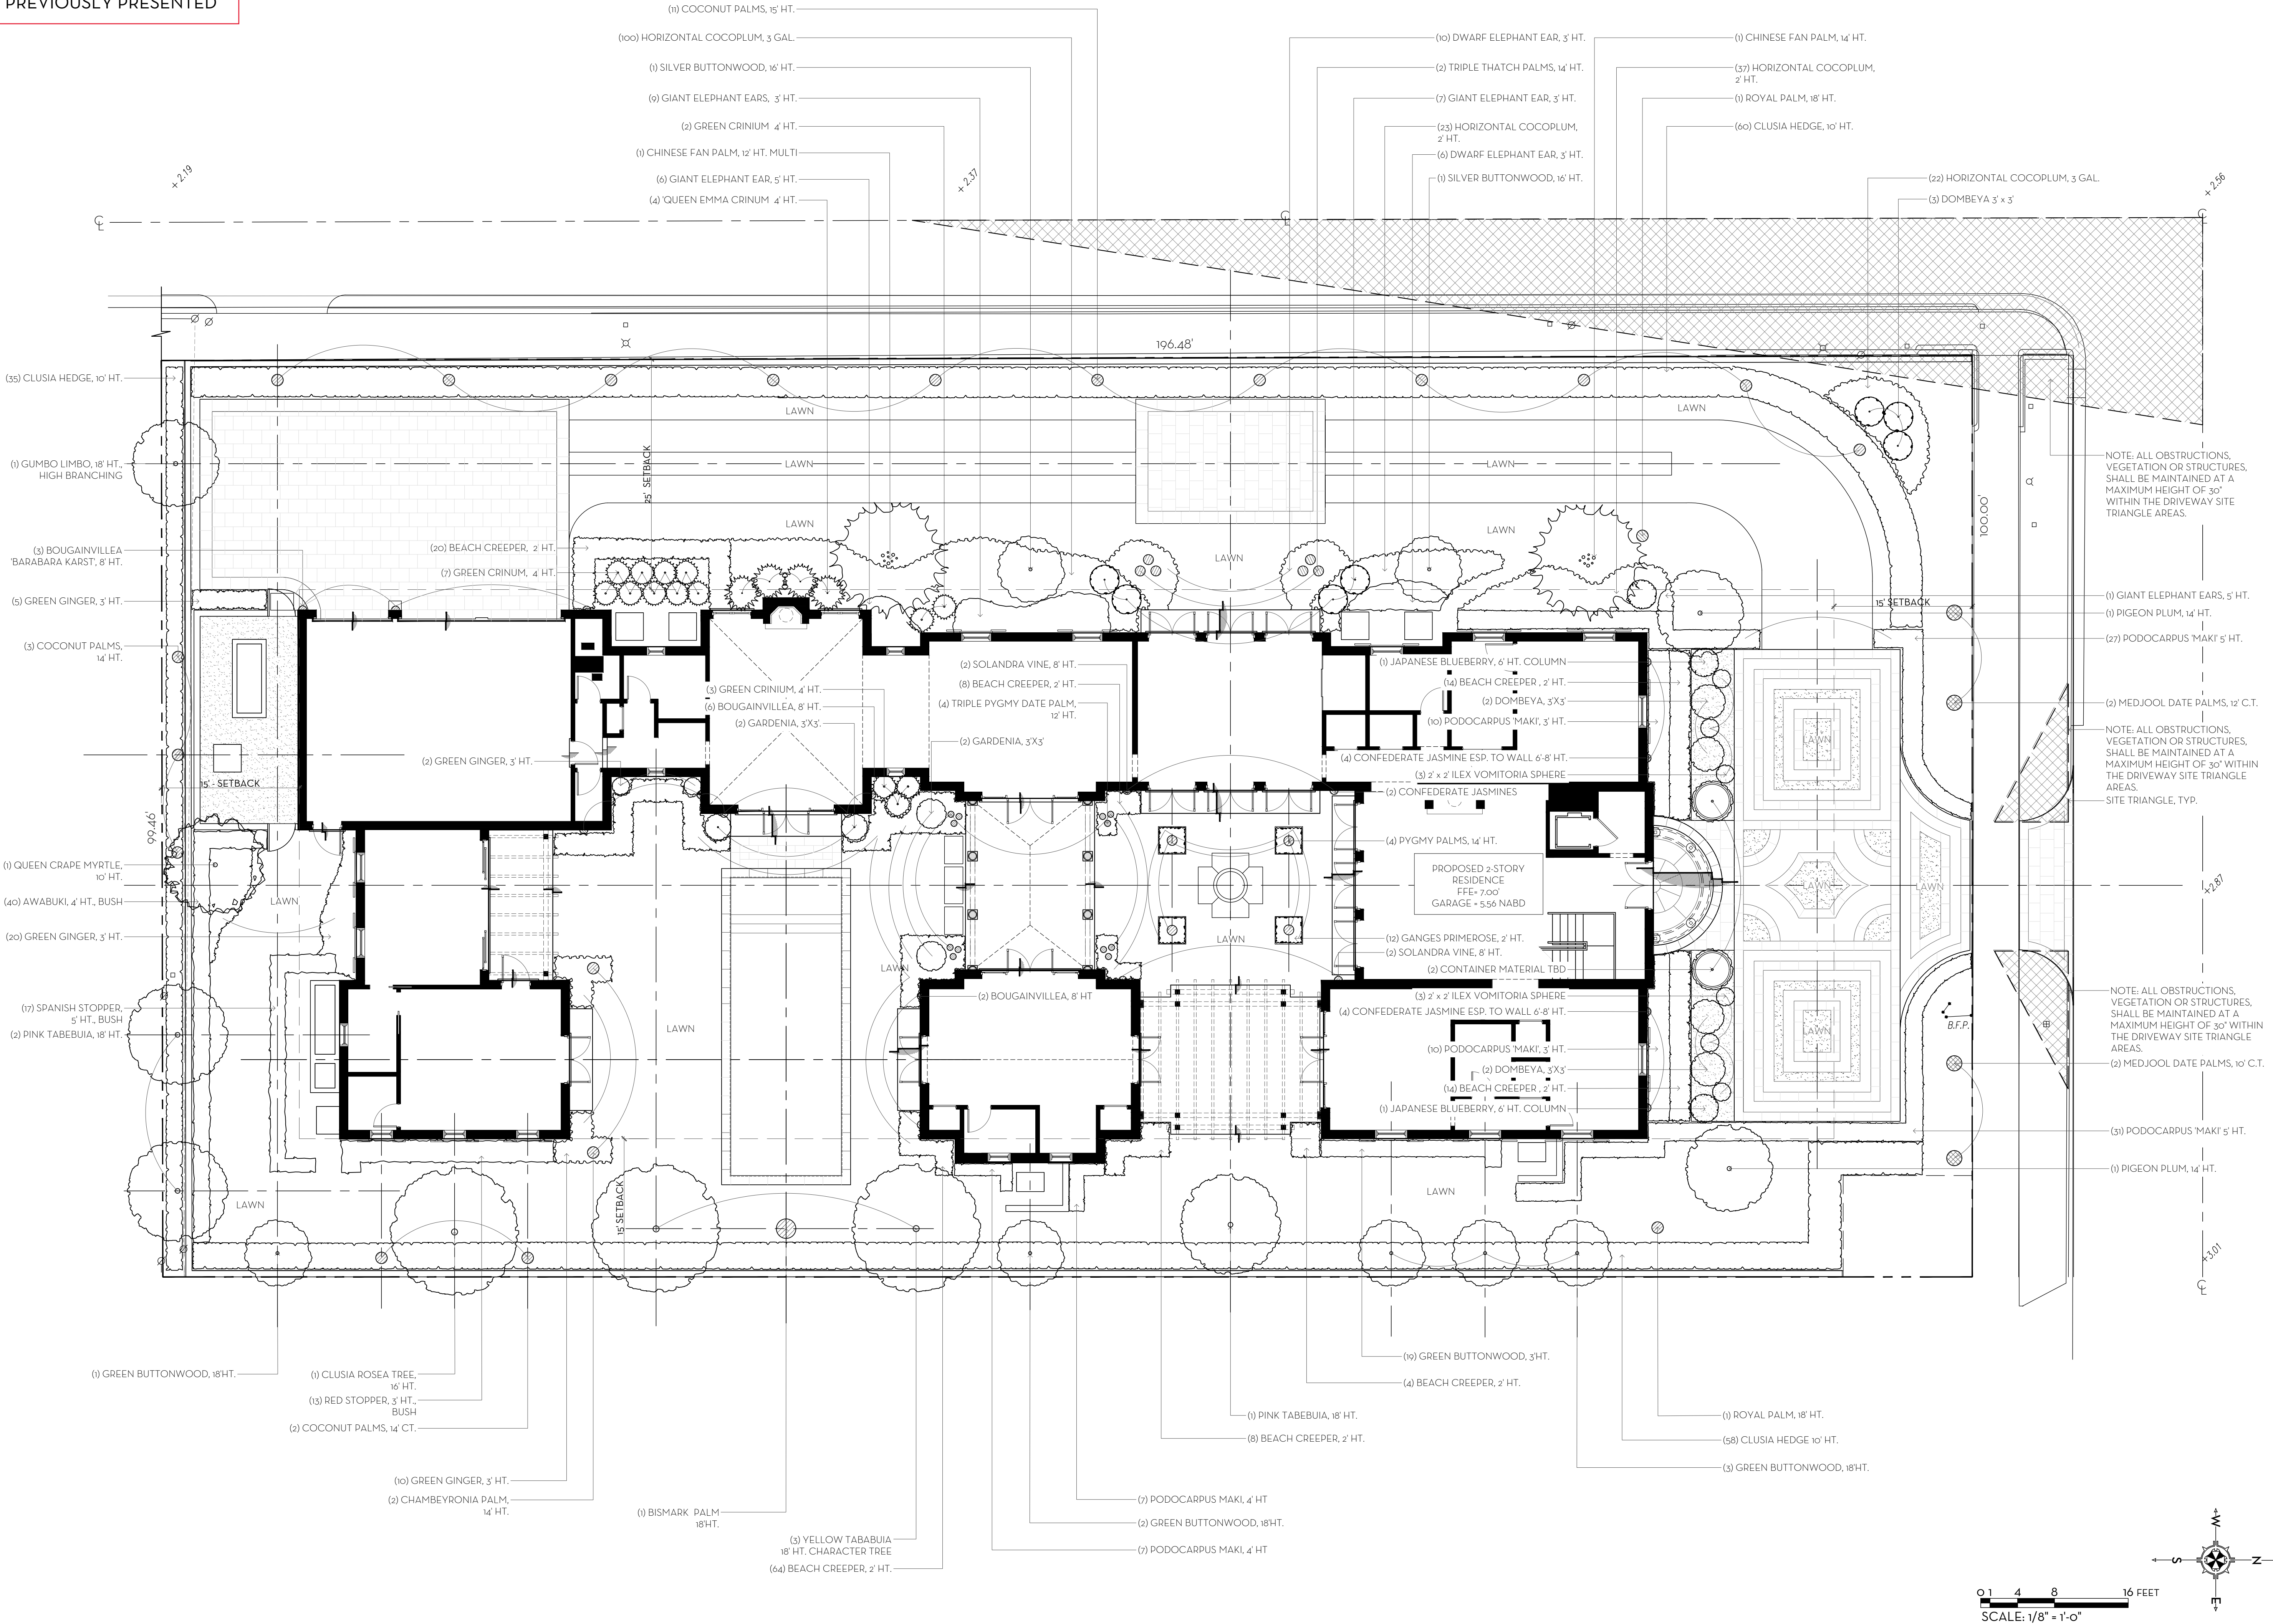 PREVIOUSLY PRESENTED
(11) COCONUT PALMS, 15' HT.
(100) HORIZONTAL COCOPLUM, 3 GAL.
(1) SILVER BUTTONWOOD, 16' HT.
(9) GIANT ELEPHANT EARS, 3' HT.
(2) GREEN CRINIUM 4' HT.
(1) CHINESE FAN PALM, 12' HT. MULTI
(6) GIANT ELEPHANT EAR, 5' HT.
(4) 'QUEEN EMMA CRINUM 4' HT.
(10) DWARF ELEPHANT EAR, 3' HT.
(2) TRIPLE THATCH PALMS, 14' HT.
(7) GIANT ELEPHANT EAR, 3' HT.
(23) HORIZONTAL COCOPLUM,
2' HT.
(6) DWARF ELEPHANT EAR, 3' HT.
(1) SILVER BUTTONWOOD, 16' HT.
(1) CHINESE FAN PALM, 14' HT.
(37) HORIZONTAL COCOPLUM,
2' HT.
(1) ROYAL PALM, 18' HT.
(60) CLUSIA HEDGE, 10' HT.
(22) HORIZONTAL COCOPLUM, 3 GAL.
(3) DOMBEYA 3' x 3'
+ 2.19
+ 2.37
+ 2.56
CL
CL
CL
196.48'
(35) CLUSIA HEDGE, 10' HT.
(1) GUMBO LIMBO, 18' HT.,
HIGH BRANCHING
(3) BOUGAINVILLEA
'BARABARA KARST', 8' HT.
(5) GREEN GINGER, 3' HT.
(3) COCONUT PALMS,
14' HT.
99.46'
(1) QUEEN CRAPE MYRTLE,
10' HT.
(40) AWABUKI, 4' HT., BUSH
(20) GREEN GINGER, 3' HT.
(17) SPANISH STOPPER,
5' HT., BUSH
(2) PINK TABEBUIA, 18' HT.
LAWN
LAWN
LAWN
LAWN
LAWN
LAWN
LAWN
25' SETBACK
(20) BEACH CREEPER, 2' HT.
(7) GREEN CRINUM, 4' HT.
15' - SETBACK
15' SETBACK
(2) GREEN GINGER, 3' HT.
(3) GREEN CRINIUM, 4' HT.
(6) BOUGAINVILLEA, 8' HT.
(2) GARDENIA, 3'X3'.
(2) SOLANDRA VINE, 8' HT.
(8) BEACH CREEPER, 2' HT.
(4) TRIPLE PYGMY DATE PALM,
12' HT.
(2) GARDENIA, 3'X3'
(1) JAPANESE BLUEBERRY, 6' HT. COLUMN
(14) BEACH CREEPER , 2' HT.
(2) DOMBEYA, 3'X3'
(10) PODOCARPUS 'MAKI', 3' HT.
(4) CONFEDERATE JASMINE ESP. TO WALL 6'-8' HT.
(3) 2' x 2' ILEX VOMITORIA SPHERE
(2) CONFEDERATE JASMINES
(4) PYGMY PALMS, 14' HT.
PROPOSED 2-STORY
RESIDENCE
FFE= 7.00'
GARAGE = 5.56 NABD
(12) GANGES PRIMEROSE, 2' HT.
(2) SOLANDRA VINE, 8' HT.
(2) CONTAINER MATERIAL TBD
(3) 2' x 2' ILEX VOMITORIA SPHERE
(4) CONFEDERATE JASMINE ESP. TO WALL 6'-8' HT.
(10) PODOCARPUS 'MAKI', 3' HT.
(2) DOMBEYA, 3'X3'
(14) BEACH CREEPER , 2' HT.
(1) JAPANESE BLUEBERRY, 6' HT. COLUMN
(2) BOUGAINVILLEA, 8' HT
LAWN
LAWN
LAWN
LAWN
LAWN
LAWN
LAWN
LAWN
LAWN
LAWN
15' SETBACK
B.F.P.
100.00'
NOTE: ALL OBSTRUCTIONS,
VEGETATION OR STRUCTURES,
SHALL BE MAINTAINED AT A
MAXIMUM HEIGHT OF 30"
WITHIN THE DRIVEWAY SITE
TRIANGLE AREAS.
(1) GIANT ELEPHANT EARS, 5' HT.
(1) PIGEON PLUM, 14' HT.
(27) PODOCARPUS 'MAKI' 5' HT.
(2) MEDJOOL DATE PALMS, 12' C.T.
NOTE: ALL OBSTRUCTIONS,
VEGETATION OR STRUCTURES,
SHALL BE MAINTAINED AT A
MAXIMUM HEIGHT OF 30" WITHIN
THE DRIVEWAY SITE TRIANGLE
AREAS.
SITE TRIANGLE, TYP.
+2.87
NOTE: ALL OBSTRUCTIONS,
VEGETATION OR STRUCTURES,
SHALL BE MAINTAINED AT A
MAXIMUM HEIGHT OF 30" WITHIN
THE DRIVEWAY SITE TRIANGLE
AREAS.
(2) MEDJOOL DATE PALMS, 10' C.T.
(31) PODOCARPUS 'MAKI' 5' HT.
(1) PIGEON PLUM, 14' HT.
+3.01
CL
(1) GREEN BUTTONWOOD, 18'HT.
(1) CLUSIA ROSEA TREE,
16' HT.
(13) RED STOPPER, 3' HT.,
BUSH
(2) COCONUT PALMS, 14' CT.
(10) GREEN GINGER, 3' HT.
(2) CHAMBEYRONIA PALM,
14' HT.
(1) BISMARK PALM
18'HT.
(3) YELLOW TABABUIA
18' HT. CHARACTER TREE
(64) BEACH CREEPER, 2' HT.
(19) GREEN BUTTONWOOD, 3'HT.
(4) BEACH CREEPER, 2' HT.
(1) PINK TABEBUIA, 18' HT.
(8) BEACH CREEPER, 2' HT.
(7) PODOCARPUS MAKI, 4' HT
(2) GREEN BUTTONWOOD, 18'HT.
(7) PODOCARPUS MAKI, 4' HT
(1) ROYAL PALM, 18' HT.
(58) CLUSIA HEDGE 10' HT.
(3) GREEN BUTTONWOOD, 18'HT.
W
S
N
E
0 1 4 8 16 FEET
SCALE: 1/8" = 1'-0"